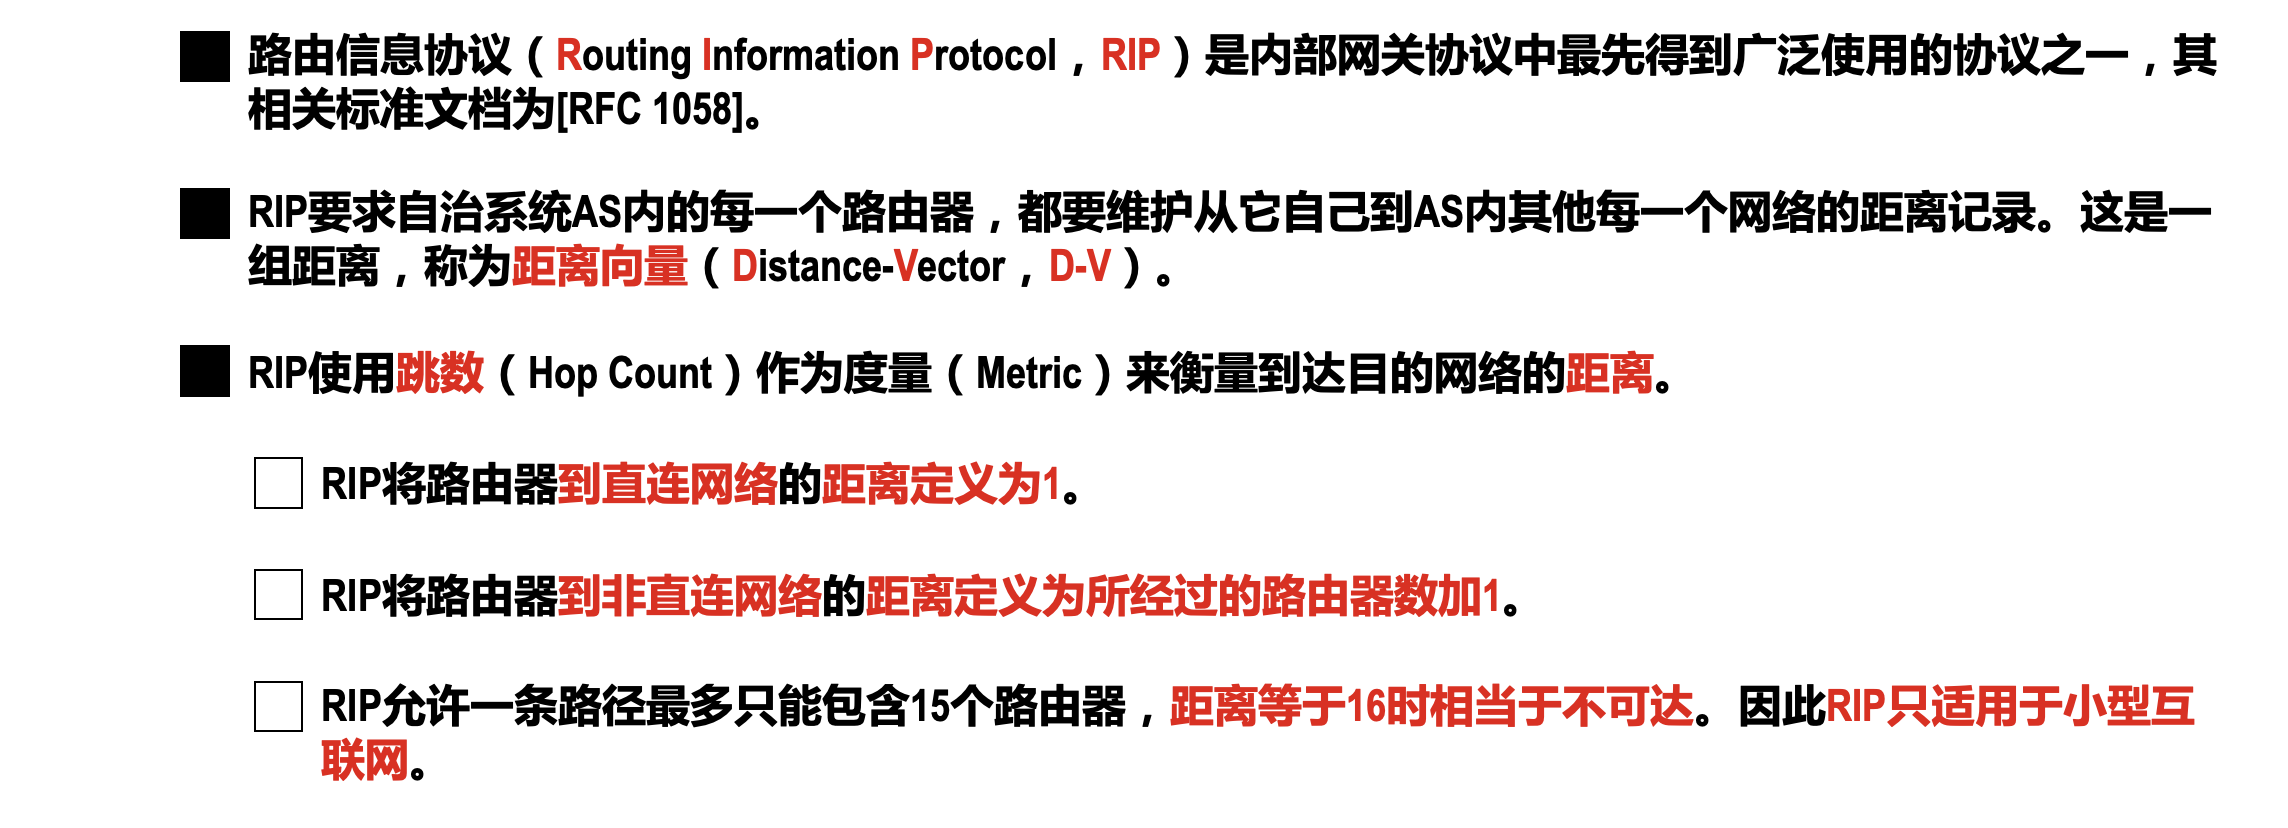 路由信息协议（Routing Information Protocol，RIP）是内部网关协议中最先得到广泛使用的协议之一，其
相关标准文档为[RFC 1058]。
RIP要求自治系统AS内的每一个路由器，都要维护从它自己到AS内其他每一个网络的距离记录。这是一
组距离，称为距离向量（Distance-Vector，D-V）。
RIP使用跳数（Hop Count）作为度量（Metric）来衡量到达目的网络的距离。
RIP将路由器到直连网络的距离定义为1。
RIP将路由器到非直连网络的距离定义为所经过的路由器数加1。
RIP允许一条路径最多只能包含15个路由器，距离等于16时相当于不可达。因此RIP只适用于小型互
联网。